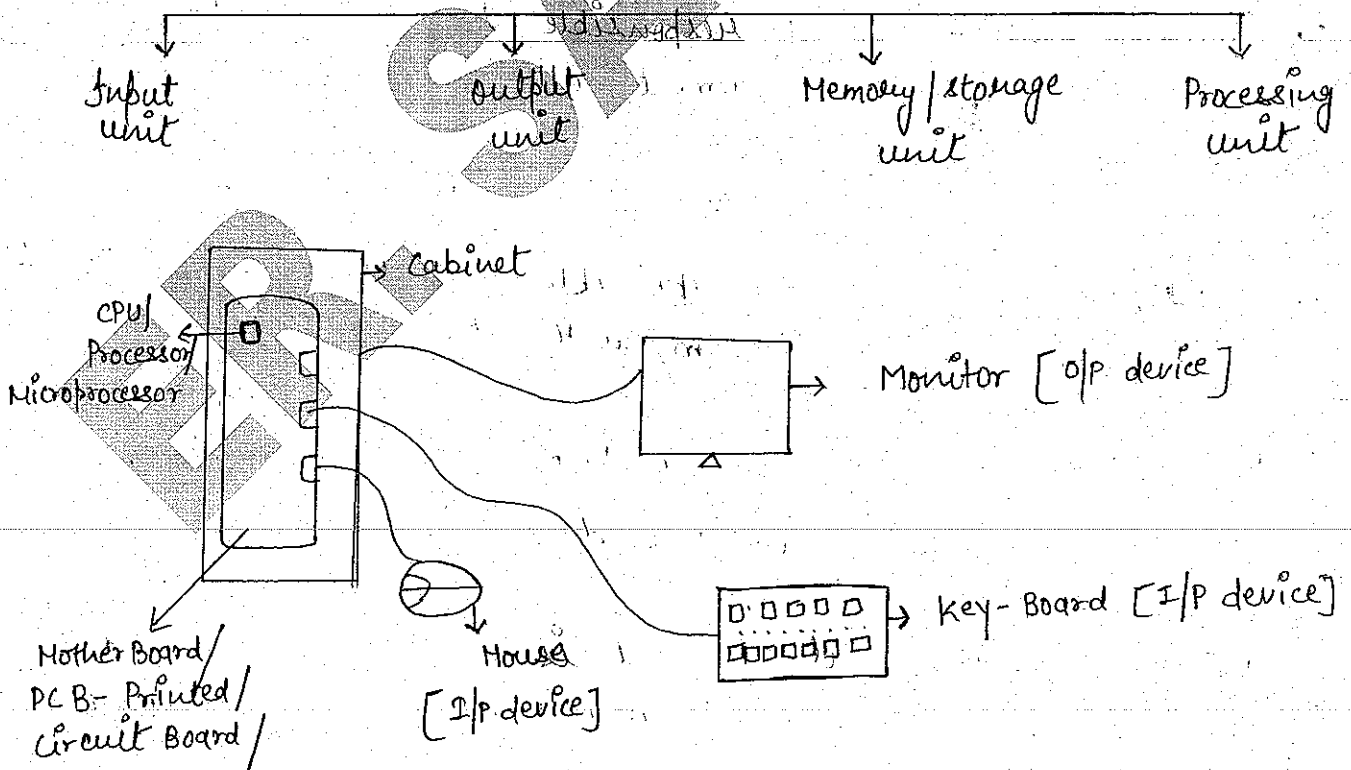 Input
unit
Output
unit
Memory/storage
unit
Processing
unit
Cabinet
CPU/
Processor/
Microprocessor
Monitor [O/P device]
Key-Board [I/P device]
Mouse
[I/P device]
Mother Board/
PCB- Printed/
Circuit Board/